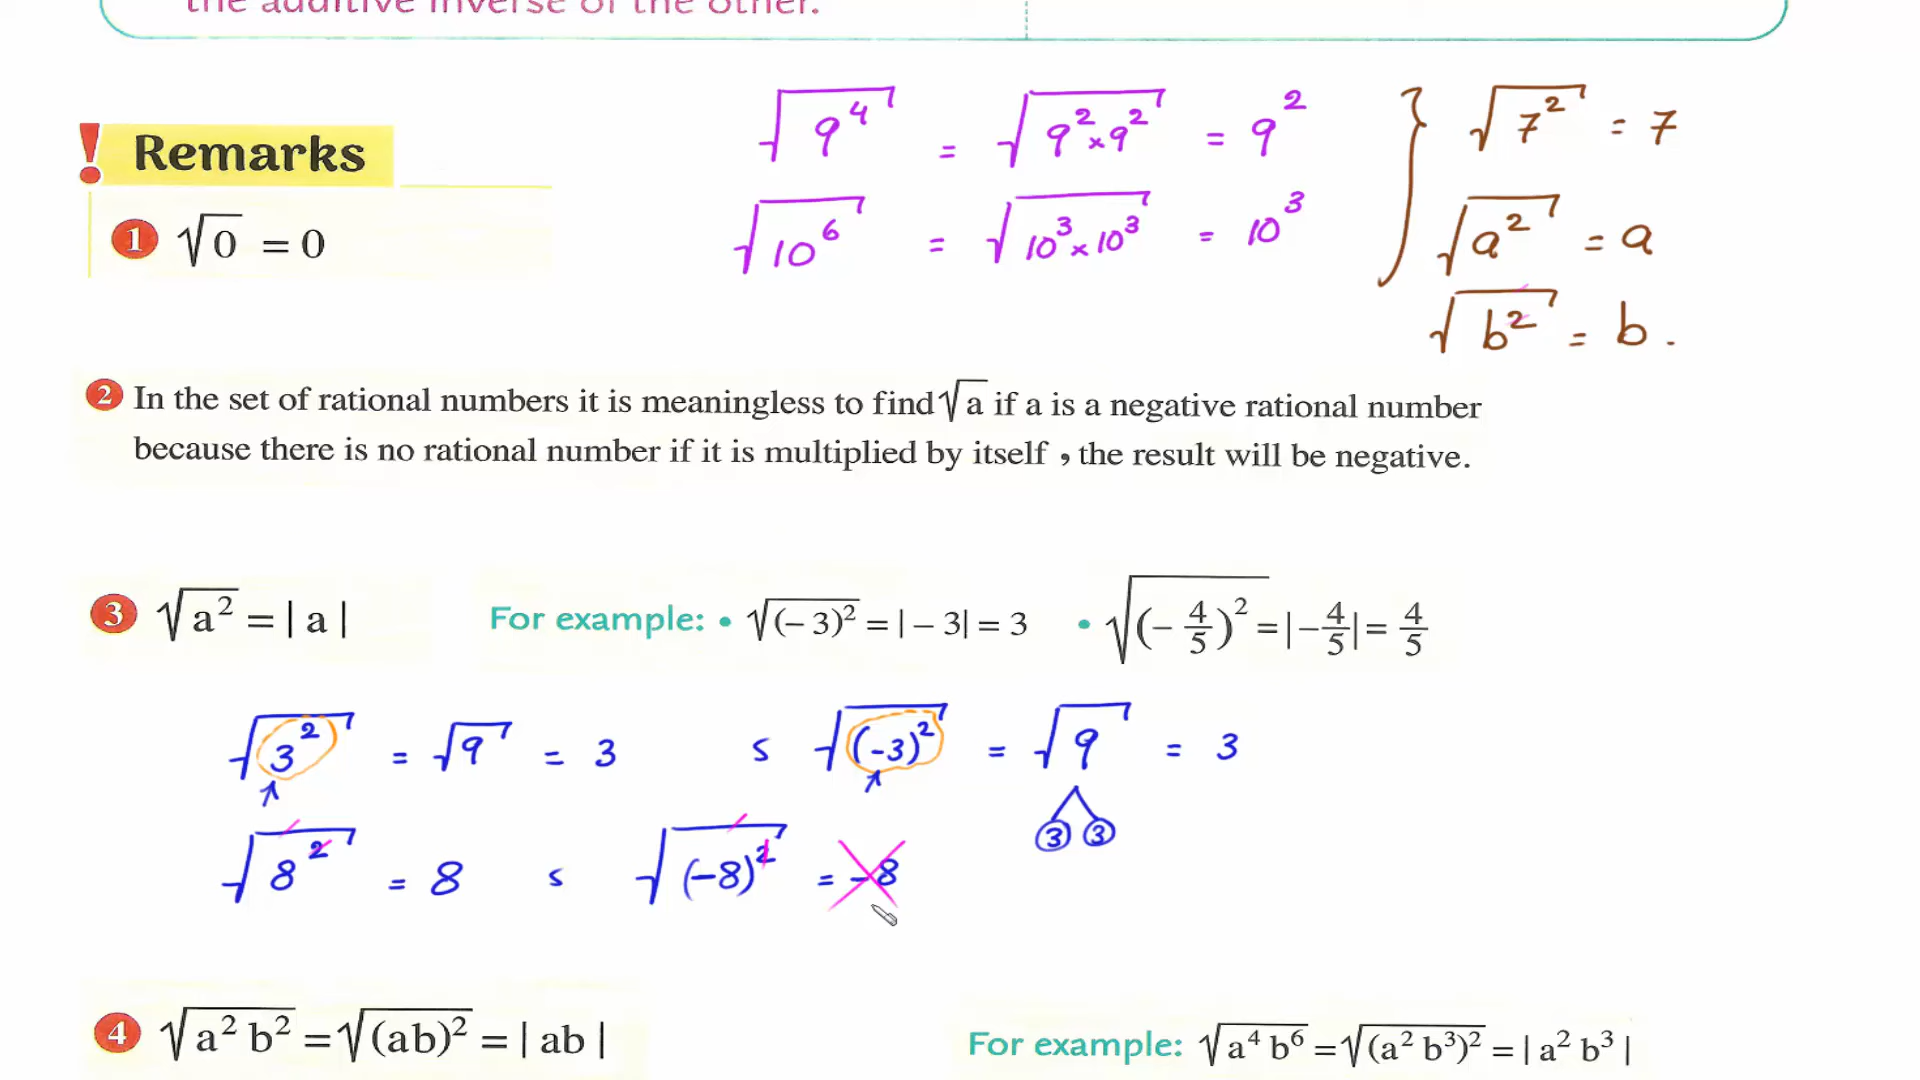 the additive inverse of the other.
! Remarks
√9⁴ = √9²×9² = 9² } √7² = 7
1 √0 = 0
√10⁶ = √10³×10³ = 10³ √a² = a
√b² = b.
2 In the set of rational numbers it is meaningless to find √a if a is a negative rational number
because there is no rational number if it is multiplied by itself , the result will be negative.
3 √a² = | a | For example: • √(– 3)² = | – 3| = 3 • √(– 4/5)² = |– 4/5| = 4/5
√3² = √9 = 3 , √(-3)² = √9 = 3
3 3
√8² = 8 , √(-8)² = -8
4 √a² b² = √(ab)² = | ab | For example: √a⁴ b⁶ = √(a² b³)² = | a² b³ |